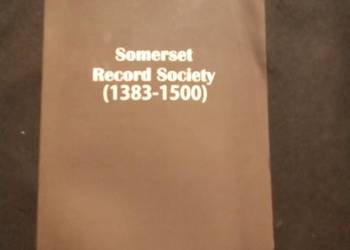 Somerset
Record Society
(1383-1500)